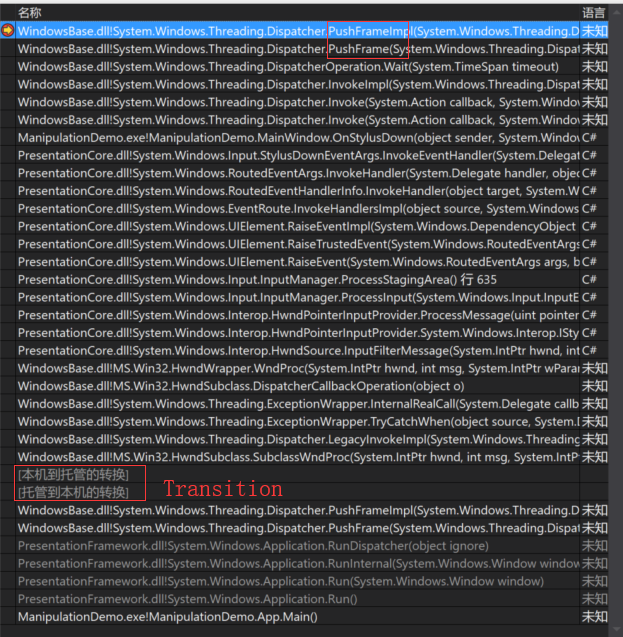 名称 语言
WindowsBase.dll!System.Windows.Threading.Dispatcher.PushFrameImpl(System.Windows.Threading.D 未知
WindowsBase.dll!System.Windows.Threading.Dispatcher.PushFrame(System.Windows.Threading.Dispat 未知
WindowsBase.dll!System.Windows.Threading.DispatcherOperation.Wait(System.TimeSpan timeout) 未知
WindowsBase.dll!System.Windows.Threading.Dispatcher.InvokeImpl(System.Windows.Threading.Dispat 未知
WindowsBase.dll!System.Windows.Threading.Dispatcher.Invoke(System.Action callback, System.Window 未知
WindowsBase.dll!System.Windows.Threading.Dispatcher.Invoke(System.Action callback, System.Window 未知
ManipulationDemo.exe!ManipulationDemo.MainWindow.OnStylusDown(object sender, System.Window C#
PresentationCore.dll!System.Windows.Input.StylusDownEventArgs.InvokeEventHandler(System.Delegat C#
PresentationCore.dll!System.Windows.RoutedEventArgs.InvokeHandler(System.Delegate handler, objec C#
PresentationCore.dll!System.Windows.RoutedEventHandlerInfo.InvokeHandler(object target, System.W C#
PresentationCore.dll!System.Windows.EventRoute.InvokeHandlersImpl(object source, System.Windows C#
PresentationCore.dll!System.Windows.UIElement.RaiseEventImpl(System.Windows.DependencyObject C#
PresentationCore.dll!System.Windows.UIElement.RaiseTrustedEvent(System.Windows.RoutedEventArgs C#
PresentationCore.dll!System.Windows.UIElement.RaiseEvent(System.Windows.RoutedEventArgs args, b C#
PresentationCore.dll!System.Windows.Input.InputManager.ProcessStagingArea() 行 635 C#
PresentationCore.dll!System.Windows.Input.InputManager.ProcessInput(System.Windows.Input.InputE C#
PresentationCore.dll!System.Windows.Interop.HwndPointerInputProvider.ProcessMessage(uint pointer C#
PresentationCore.dll!System.Windows.Interop.HwndPointerInputProvider.System.Windows.Interop.ISty C#
PresentationCore.dll!System.Windows.Interop.HwndSource.InputFilterMessage(System.IntPtr hwnd, int C#
WindowsBase.dll!MS.Win32.HwndWrapper.WndProc(System.IntPtr hwnd, int msg, System.IntPtr wParam 未知
WindowsBase.dll!MS.Win32.HwndSubclass.DispatcherCallbackOperation(object o) 未知
WindowsBase.dll!System.Windows.Threading.ExceptionWrapper.InternalRealCall(System.Delegate callb 未知
WindowsBase.dll!System.Windows.Threading.ExceptionWrapper.TryCatchWhen(object source, System.D 未知
WindowsBase.dll!System.Windows.Threading.Dispatcher.LegacyInvokeImpl(System.Windows.Threading 未知
WindowsBase.dll!MS.Win32.HwndSubclass.SubclassWndProc(System.IntPtr hwnd, int msg, System.IntP 未知
[本机到托管的转换]
[托管到本机的转换] Transition
WindowsBase.dll!System.Windows.Threading.Dispatcher.PushFrameImpl(System.Windows.Threading.D 未知
WindowsBase.dll!System.Windows.Threading.Dispatcher.PushFrame(System.Windows.Threading.Dispat 未知
PresentationFramework.dll!System.Windows.Application.RunDispatcher(object ignore) 未知
PresentationFramework.dll!System.Windows.Application.RunInternal(System.Windows.Window window 未知
PresentationFramework.dll!System.Windows.Application.Run(System.Windows.Window window) 未知
PresentationFramework.dll!System.Windows.Application.Run() 未知
ManipulationDemo.exe!ManipulationDemo.App.Main() 未知